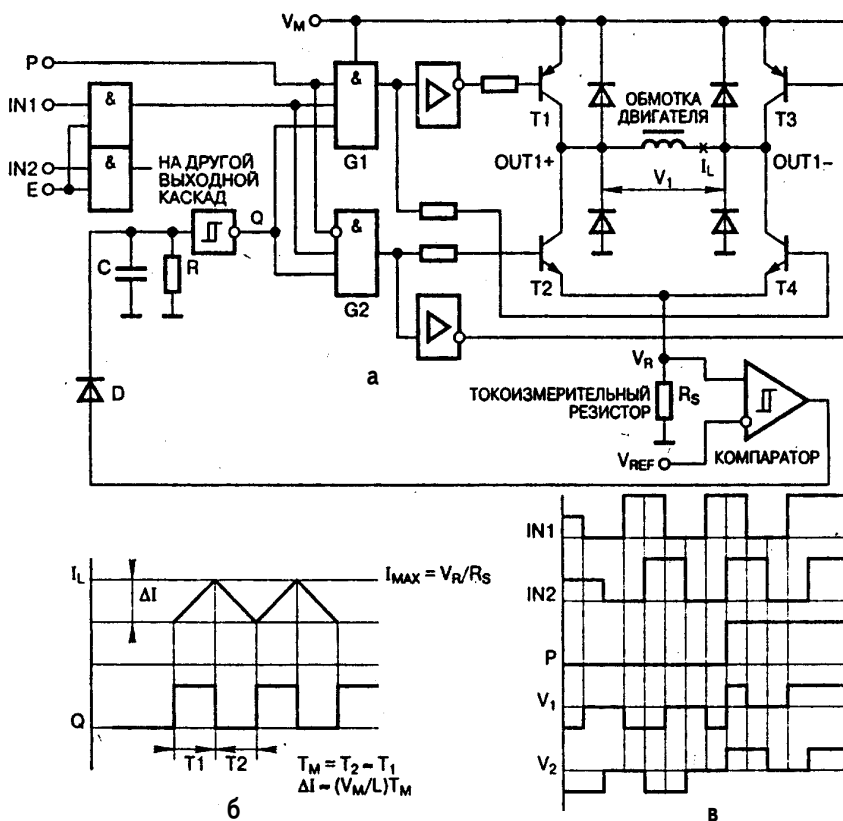 V_M
P
IN1
IN2
E
&
&
НА ДРУГОЙ
ВЫХОДНОЙ
КАСКАД
Q
C
R
D
&
G1
&
G2
а
T1
T2
T3
T4
ОБМОТКА
ДВИГАТЕЛЯ
OUT1+
I_L
OUT1−
V_1
V_R
ТОКОИЗМЕРИТЕЛЬНЫЙ
РЕЗИСТОР
R_S
V_REF
КОМПАРАТОР
I_L
ΔI
I_MAX = V_R/R_S
Q
T1
T2
T_M = T_2 ~ T_1
ΔI ~ (V_M/L)T_M
б
IN1
IN2
P
V_1
V_2
в